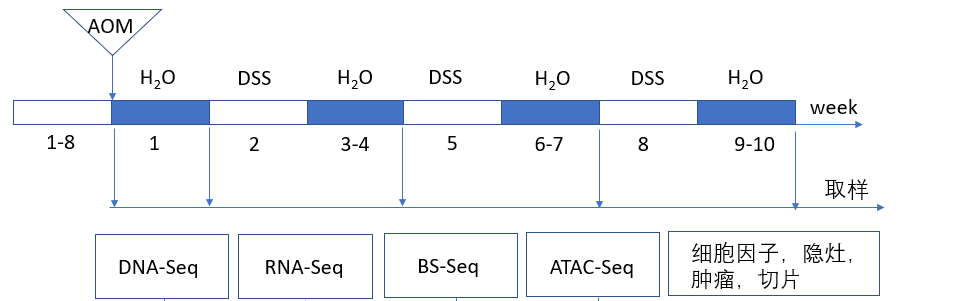 AOM
H₂O DSS H₂O DSS H₂O DSS H₂O
week
1-8 1 2 3-4 5 6-7 8 9-10
取样
DNA-Seq RNA-Seq BS-Seq ATAC-Seq
细胞因子，隐灶，
肿瘤，切片